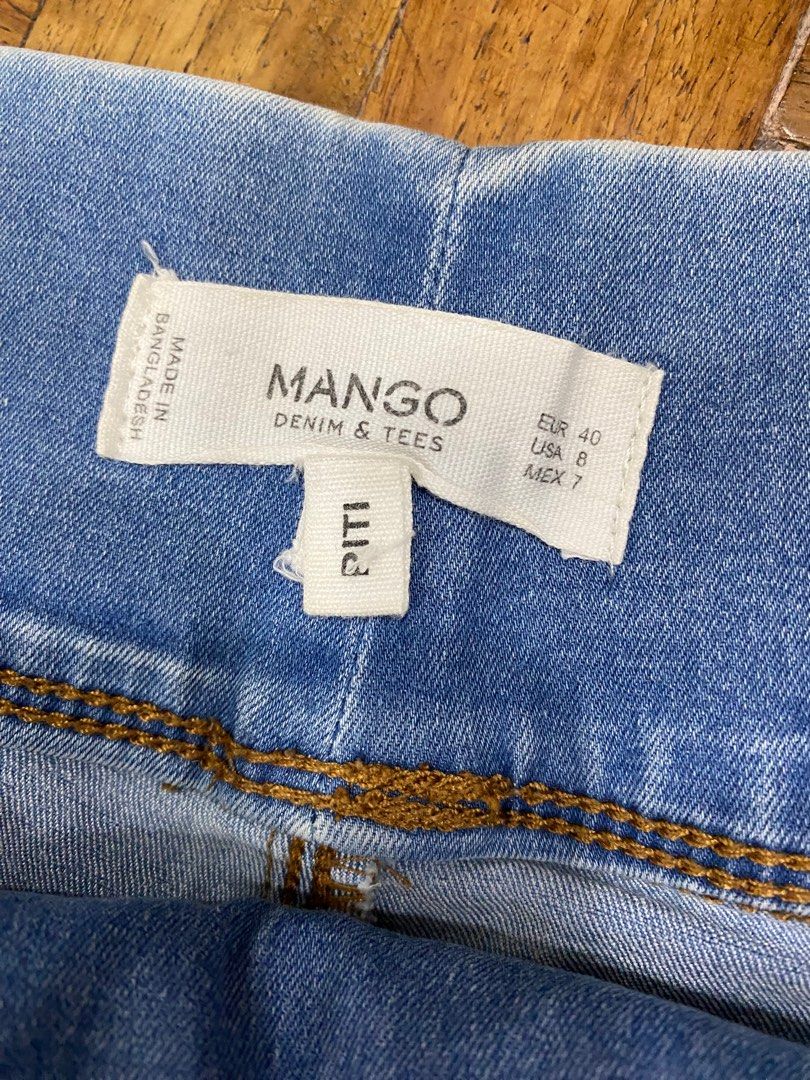 MADE IN
BANGLADESH
MANGO
DENIM & TEES
EUR 40
USA 8
MEX 7
PITI